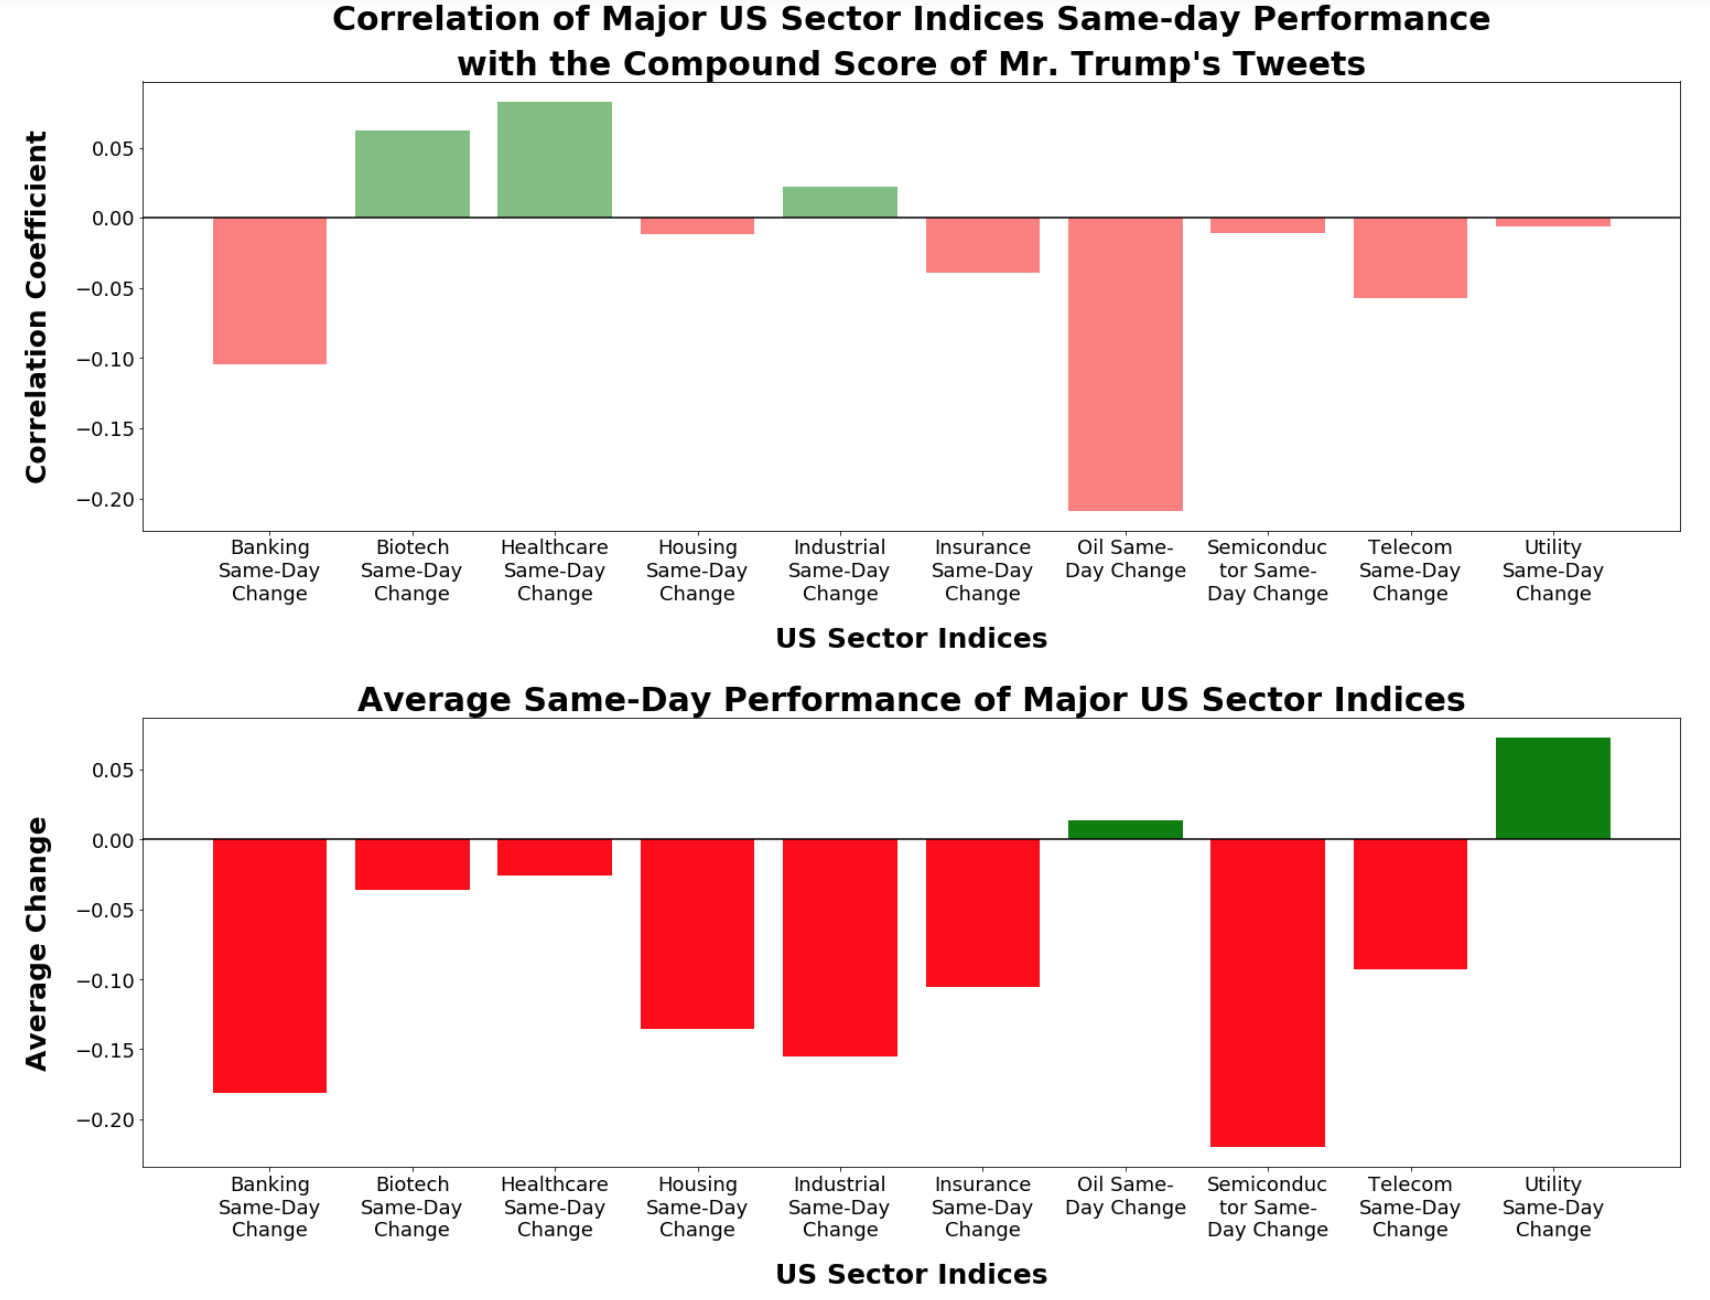 Correlation of Major US Sector Indices Same-day Performance
with the Compound Score of Mr. Trump's Tweets
Correlation Coefficient
0.05
0.00
−0.05
−0.10
−0.15
−0.20
Banking Same-Day Change
Biotech Same-Day Change
Healthcare Same-Day Change
Housing Same-Day Change
Industrial Same-Day Change
Insurance Same-Day Change
Oil Same-Day Change
Semiconduc tor Same-Day Change
Telecom Same-Day Change
Utility Same-Day Change
US Sector Indices
Average Same-Day Performance of Major US Sector Indices
Average Change
0.05
0.00
−0.05
−0.10
−0.15
−0.20
Banking Same-Day Change
Biotech Same-Day Change
Healthcare Same-Day Change
Housing Same-Day Change
Industrial Same-Day Change
Insurance Same-Day Change
Oil Same-Day Change
Semiconduc tor Same-Day Change
Telecom Same-Day Change
Utility Same-Day Change
US Sector Indices